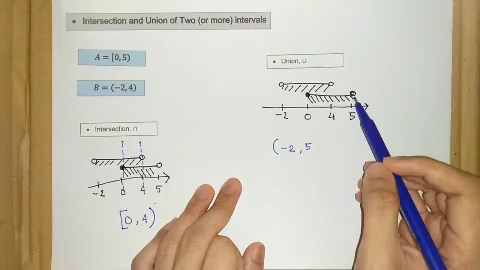 • Intersection and Union of Two (or more) intervals
A = [0,5)
B = (−2,4)
• Intersection, ∩
0 4 5
[0,4)
• Union, ∪
−2 0 4 5
(−2,5